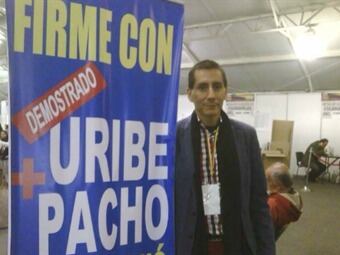 FIRME CON
DEMOSTRADO
URIBE
+ PACHO